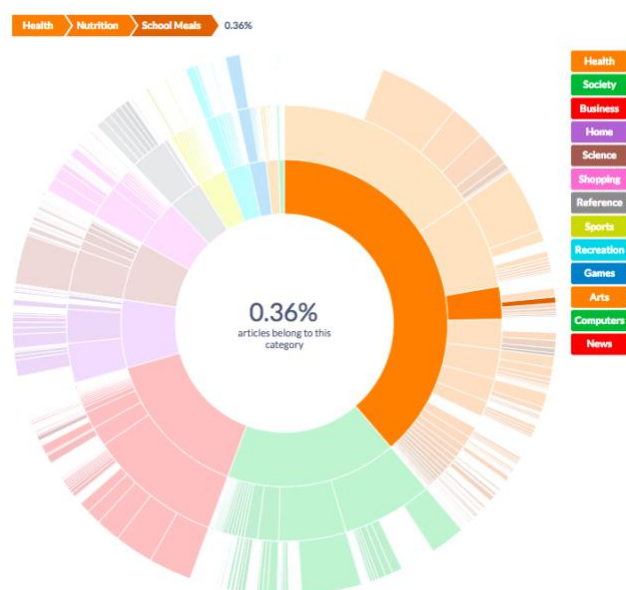 Health
Nutrition
School Meals
0.36%
Health
Society
Business
Home
Science
Shopping
Reference
Sports
Recreation
Games
Arts
Computers
News
0.36%
articles belong to this
category